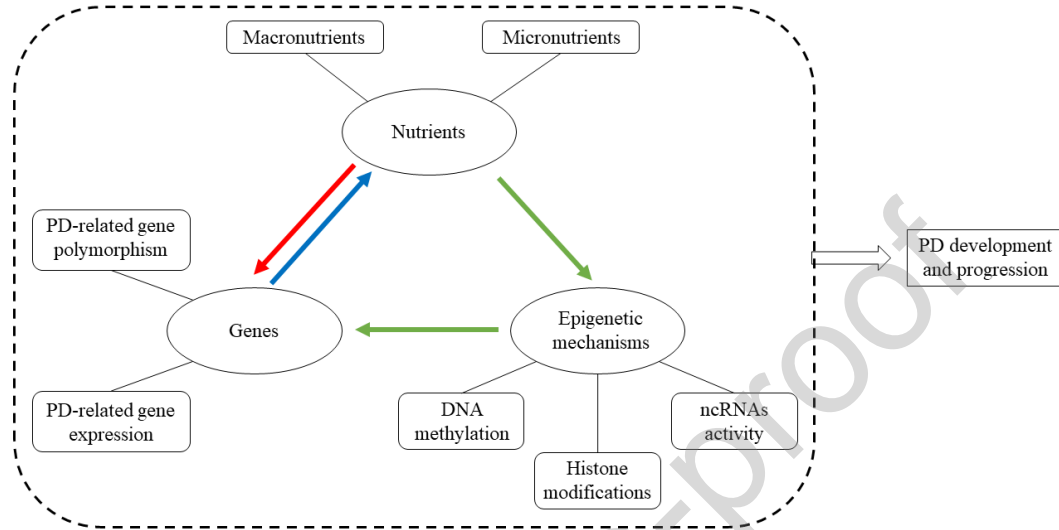 Macronutrients
Micronutrients
Nutrients
PD-related gene
polymorphism
PD development
and progression
Genes
Epigenetic
mechanisms
PD-related gene
expression
DNA
methylation
ncRNAs
activity
Histone
modifications
-proof